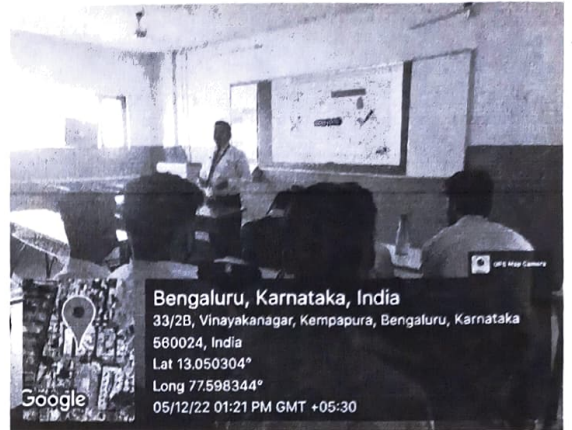 GPS Map Camera
Bengaluru, Karnataka, India
33/2B, Vinayakanagar, Kempapura, Bengaluru, Karnataka
560024, India
Lat 13.050304°
Long 77.598344°
05/12/22 01:21 PM GMT +05:30
Google